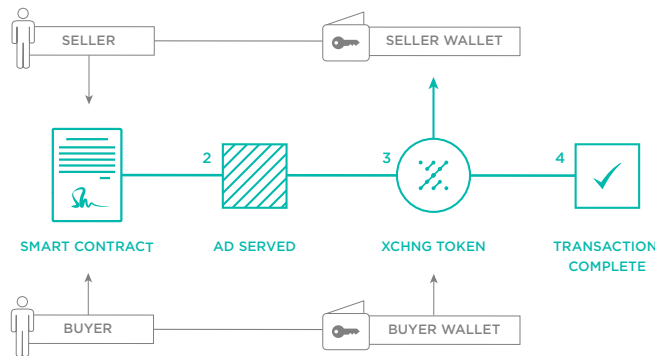 SELLER
SELLER WALLET
2
3
4
SMART CONTRACT
AD SERVED
XCHNG TOKEN
TRANSACTION
COMPLETE
BUYER
BUYER WALLET